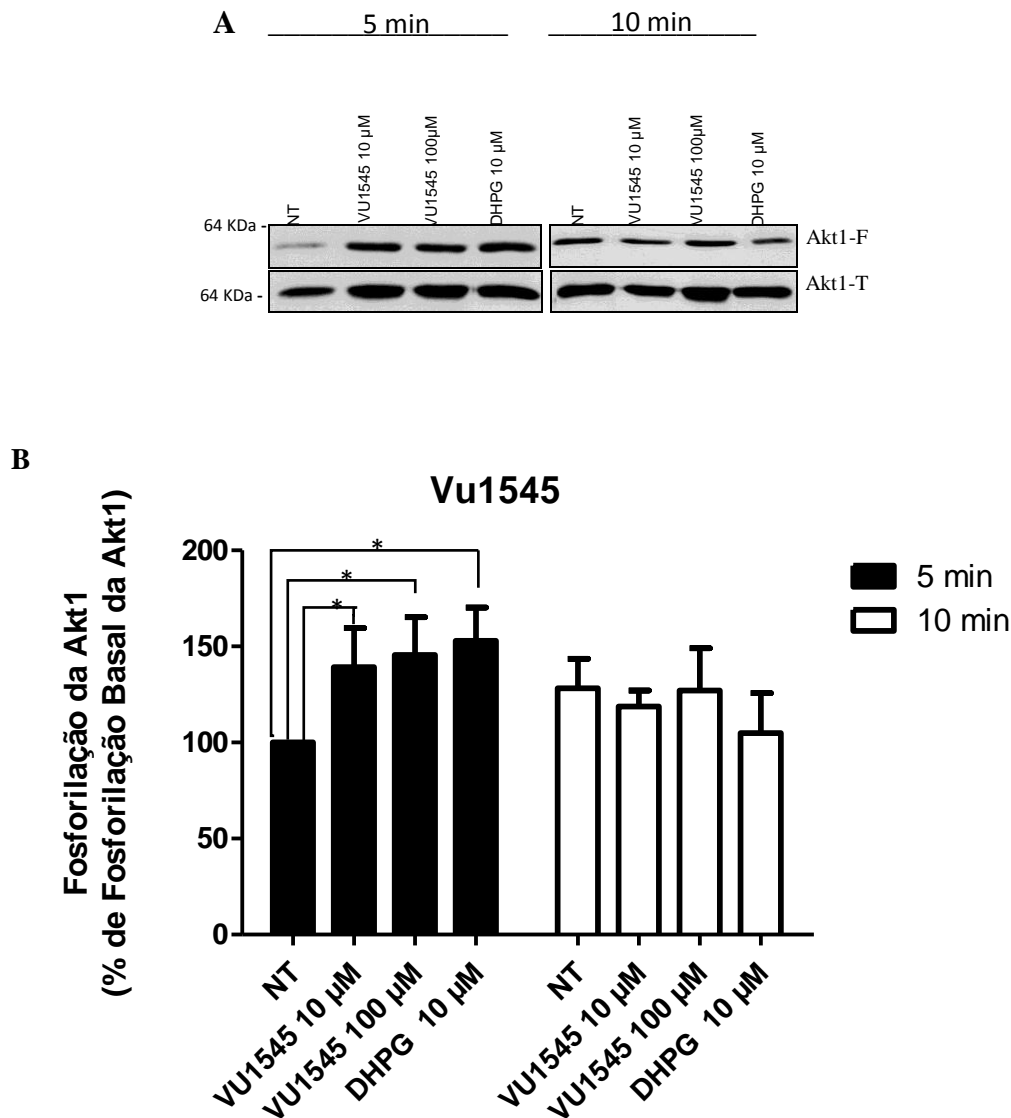 A
5 min
10 min
NT
VU1545 10 µM
VU1545 100µM
DHPG 10 µM
NT
VU1545 10 µM
VU1545 100 µM
DHPG 10 µM
64 KDa -
Akt1-F
64 KDa -
Akt1-T
B
Vu1545
Fosforilação da Akt1
(% de Fosforilação Basal da Akt1)
200
150
100
50
0
*
*
*
5 min
10 min
NT
VU1545 10 µM
VU1545 100 µM
DHPG 10 µM
NT
VU1545 10 µM
VU1545 100 µM
DHPG 10 µM